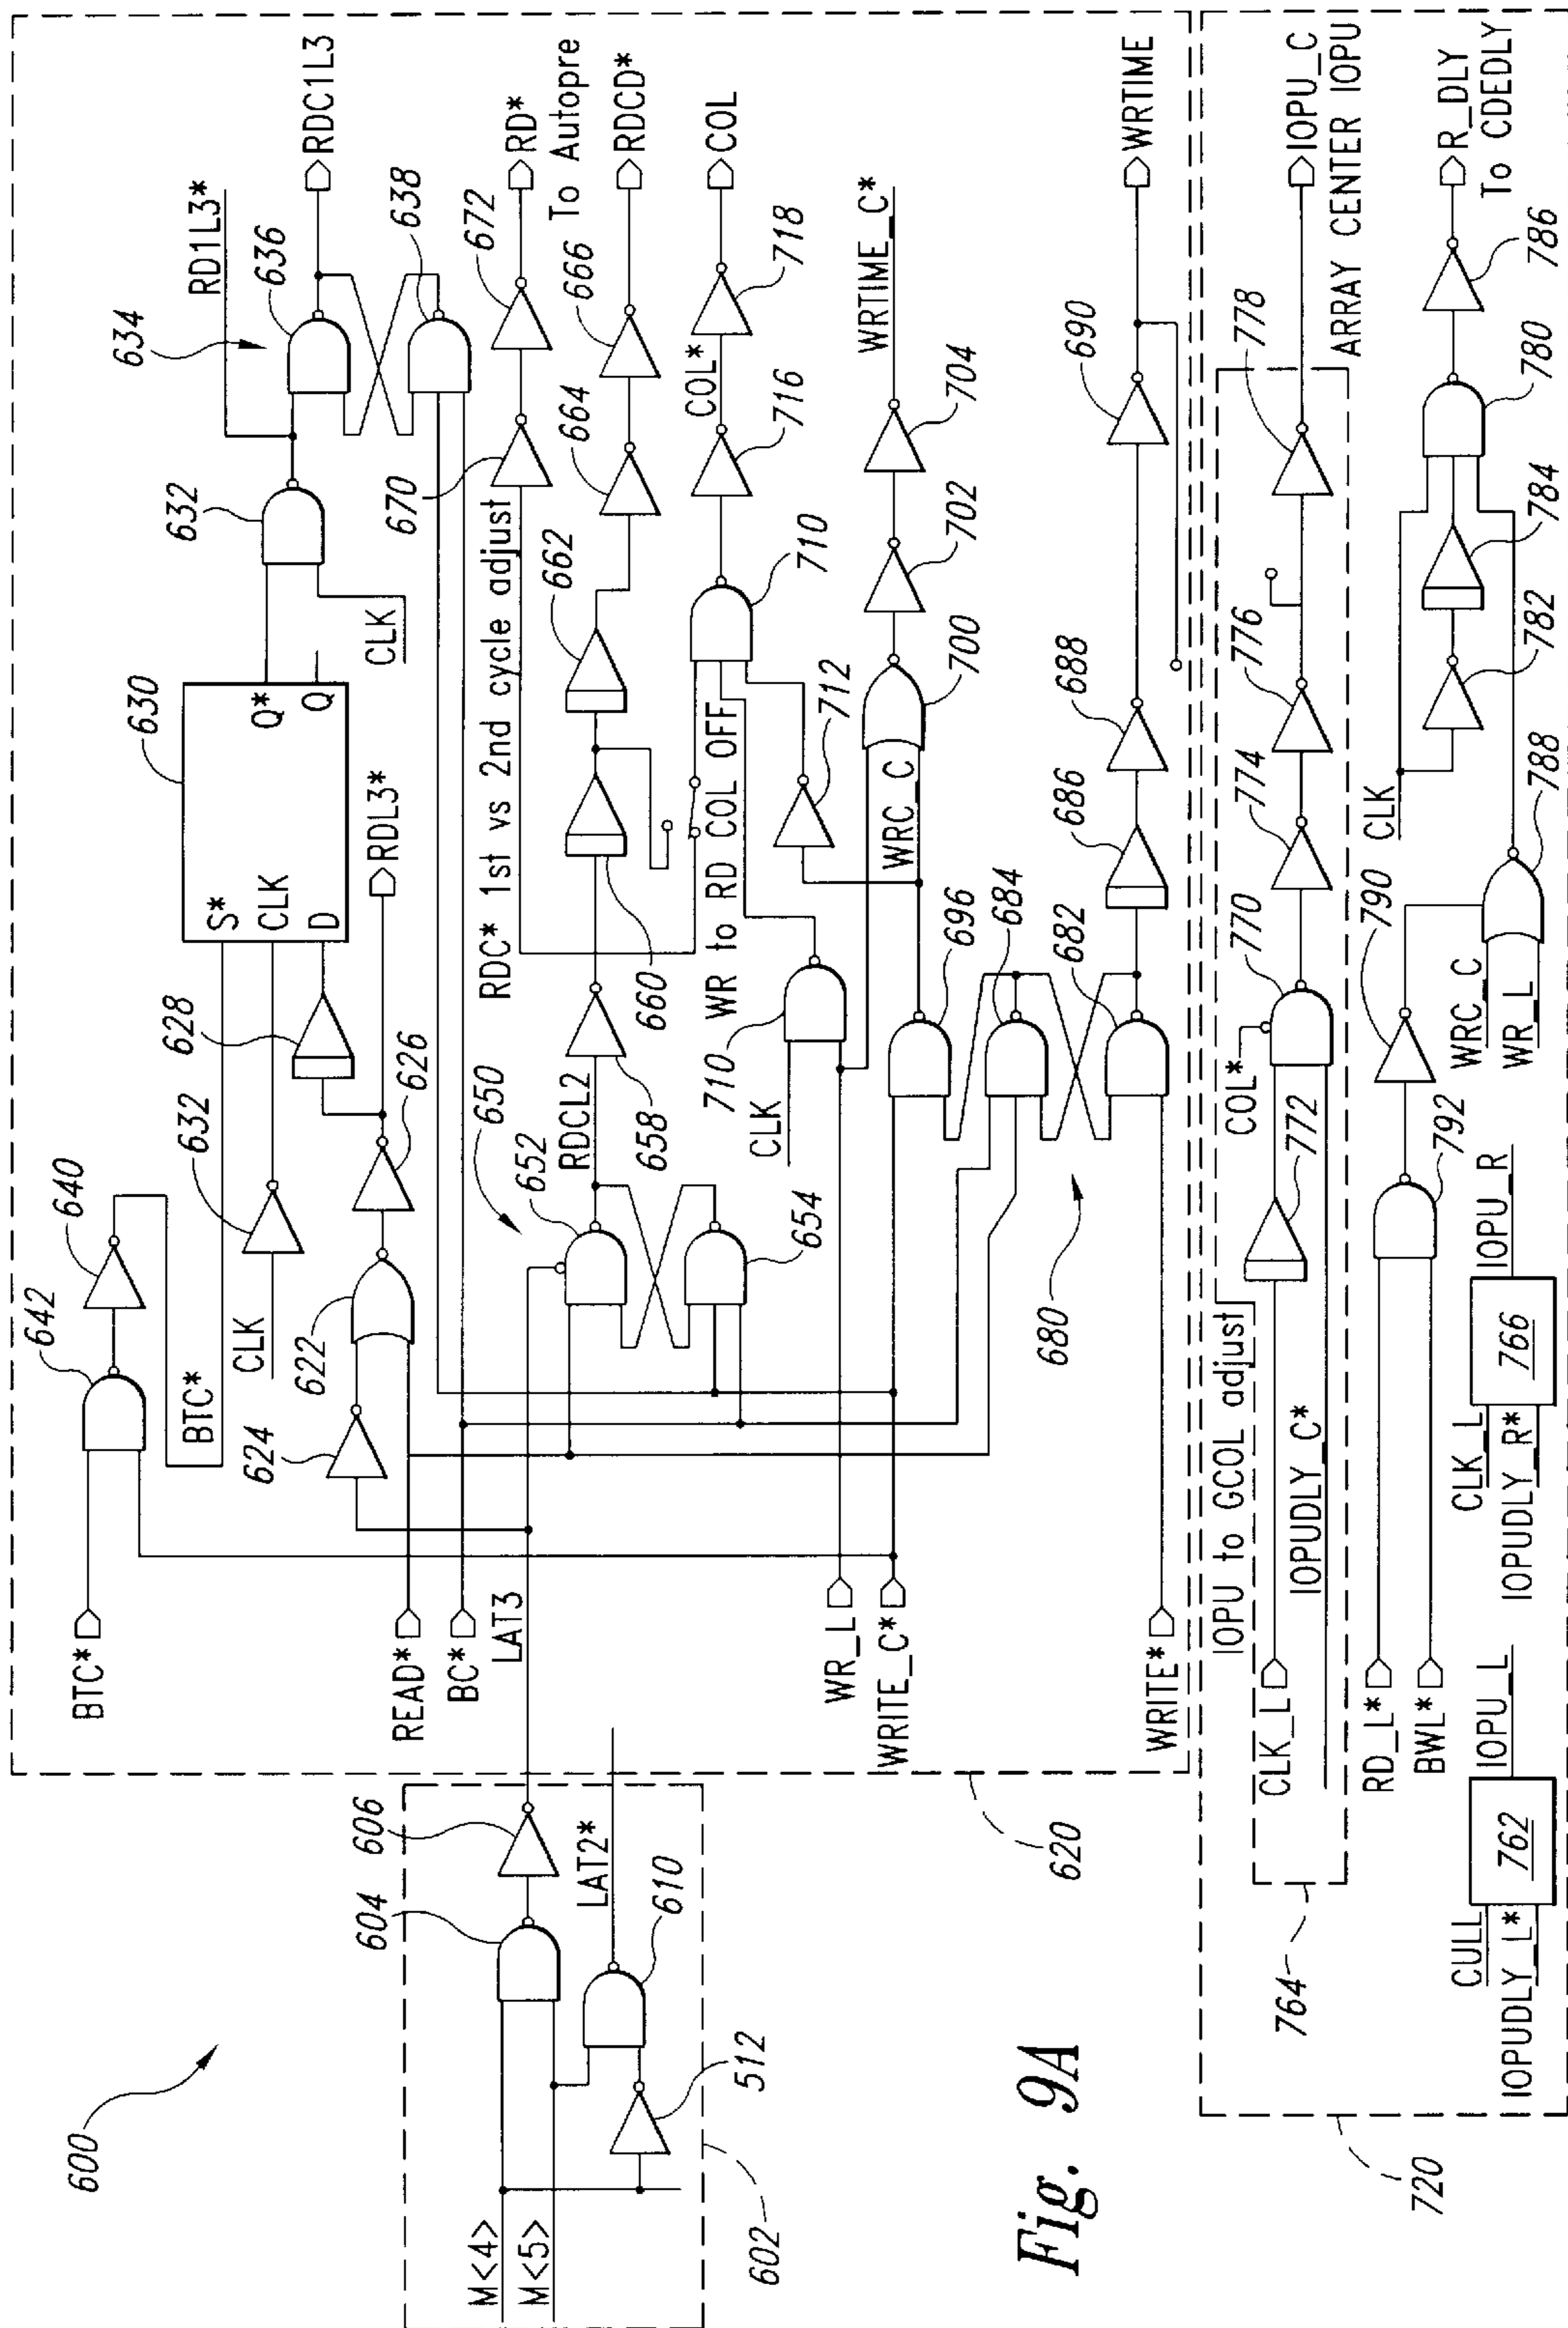 600
M<4>
M<5>
602
604
606
LAT2*
610
512
Fig. 9A
BTC*
642
640
BTC*
CLK
632
624
622
626
628
RDL3*
630
S*
CLK
D
Q*
Q
CLK
632
634
RD1L3*
636
638
RDC1L3
READ*
BC*
LAT3
650
652
654
RDCL2
658
660
662
664
666
670
672
RD*
To Autopre
RDCD*
RDC* 1st vs 2nd cycle adjust
WR to RD COL OFF
710
CLK
710
712
716
COL*
718
COL
WR_L
WRITE_C*
WRITE*
WRC_C
696
684
682
680
700
702
704
WRTIME_C*
686
688
690
WRTIME
620
IOPU to GCOL adjust
CLK_L
IOPUDLY_C*
764
772
COL*
770
774
776
778
IOPU_C
ARRAY CENTER IOPU
RD_L*
BWL*
792
790
WRC_C
WR_L
788
CLK
782
784
780
786
R_DLY
To CDEDLY
CULL
IOPUDLY_L*
762
IOPU_L
CLK_L
IOPUDLY_R*
766
IOPU_R
720